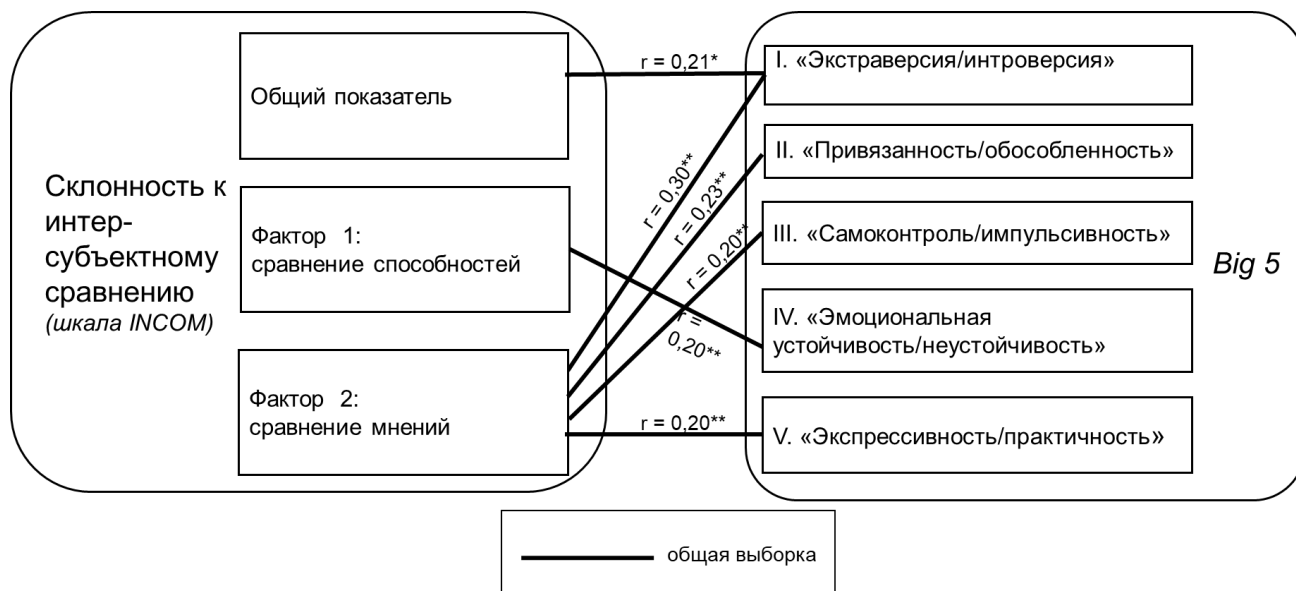 Склонность к
интер-
субъектному
сравнению
(шкала INCOM)
Общий показатель
Фактор 1:
сравнение способностей
Фактор 2:
сравнение мнений
r = 0,21*
r = 0,30**
r = 0,23**
r = 0,20**
r =
0,20**
r = 0,20**
I. «Экстраверсия/интроверсия»
II. «Привязанность/обособленность»
III. «Самоконтроль/импульсивность»
IV. «Эмоциональная
устойчивость/неустойчивость»
V. «Экспрессивность/практичность»
Big 5
общая выборка